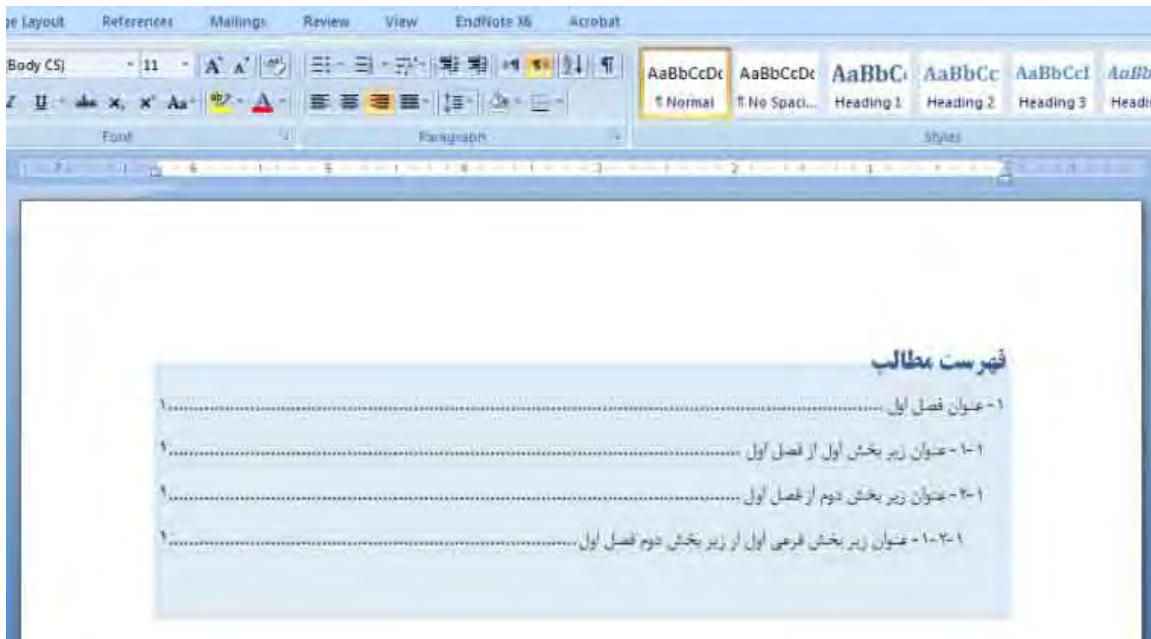 ge Layout References Mailings Review View EndNote X6 Acrobat
(Body CS) 11
AaBbCcDc AaBbCcDc AaBbC AaBbCc AaBbCcI AaBb
¶ Normal ¶ No Spaci... Heading 1 Heading 2 Heading 3 Headi
Font Paragraph Styles
فهرست مطالب
۱- عنوان فصل اول ........ ۱
۱-۱- عنوان زیر بخش اول از فصل اول ........ ۱
۱-۲- عنوان زیر بخش دوم از فصل اول ........ ۱
۱-۲-۱- عنوان زیر بخش فرعی اول از زیر بخش دوم فصل اول ........ ۱